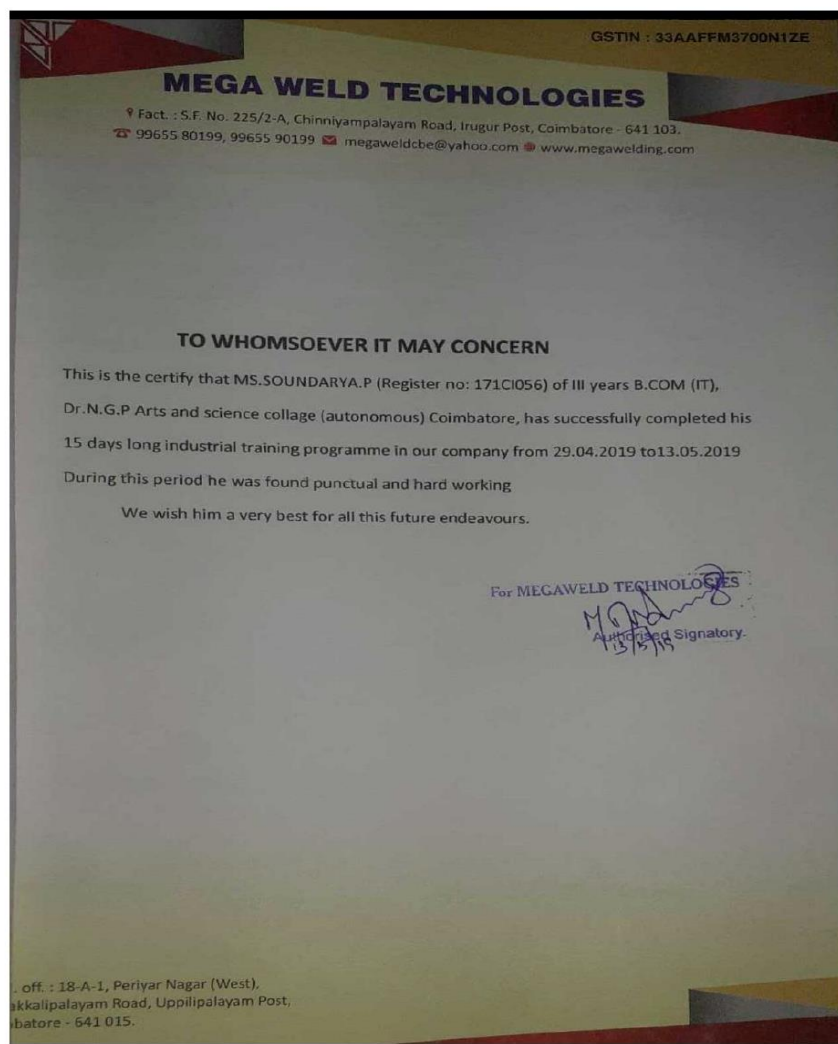 GSTIN : 33AAFFM3700N1ZE
MEGA WELD TECHNOLOGIES
Fact. : S.F. No. 225/2-A, Chinniyampalayam Road, Irugur Post, Coimbatore - 641 103.
99655 80199, 99655 90199 megaweldcbe@yahoo.com www.megawelding.com
TO WHOMSOEVER IT MAY CONCERN
This is the certify that MS.SOUNDARYA.P (Register no: 171CI056) of III years B.COM (IT),
Dr.N.G.P Arts and science collage (autonomous) Coimbatore, has successfully completed his
15 days long industrial training programme in our company from 29.04.2019 to13.05.2019
During this period he was found punctual and hard working
We wish him a very best for all this future endeavours.
For MEGAWELD TECHNOLOGIES
Authorised Signatory.
13/5/19
. off. : 18-A-1, Periyar Nagar (West),
akkalipalayam Road, Uppilipalayam Post,
batore - 641 015.